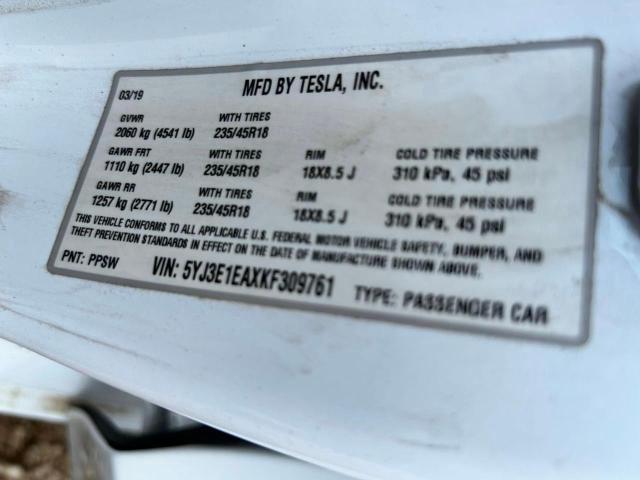 MFD BY TESLA, INC.
03/19
GVWR WITH TIRES
2060 kg (4541 lb) 235/45R18
GAWR FRT WITH TIRES RIM COLD TIRE PRESSURE
1110 kg (2447 lb) 235/45R18 18X8.5 J 310 kPa, 45 psi
GAWR RR WITH TIRES RIM COLD TIRE PRESSURE
1257 kg (2771 lb) 235/45R18 18X8.5 J 310 kPa, 45 psi
THIS VEHICLE CONFORMS TO ALL APPLICABLE U.S. FEDERAL MOTOR VEHICLE SAFETY, BUMPER, AND
THEFT PREVENTION STANDARDS IN EFFECT ON THE DATE OF MANUFACTURE SHOWN ABOVE.
PNT: PPSW VIN: 5YJ3E1EAXKF309761 TYPE: PASSENGER CAR